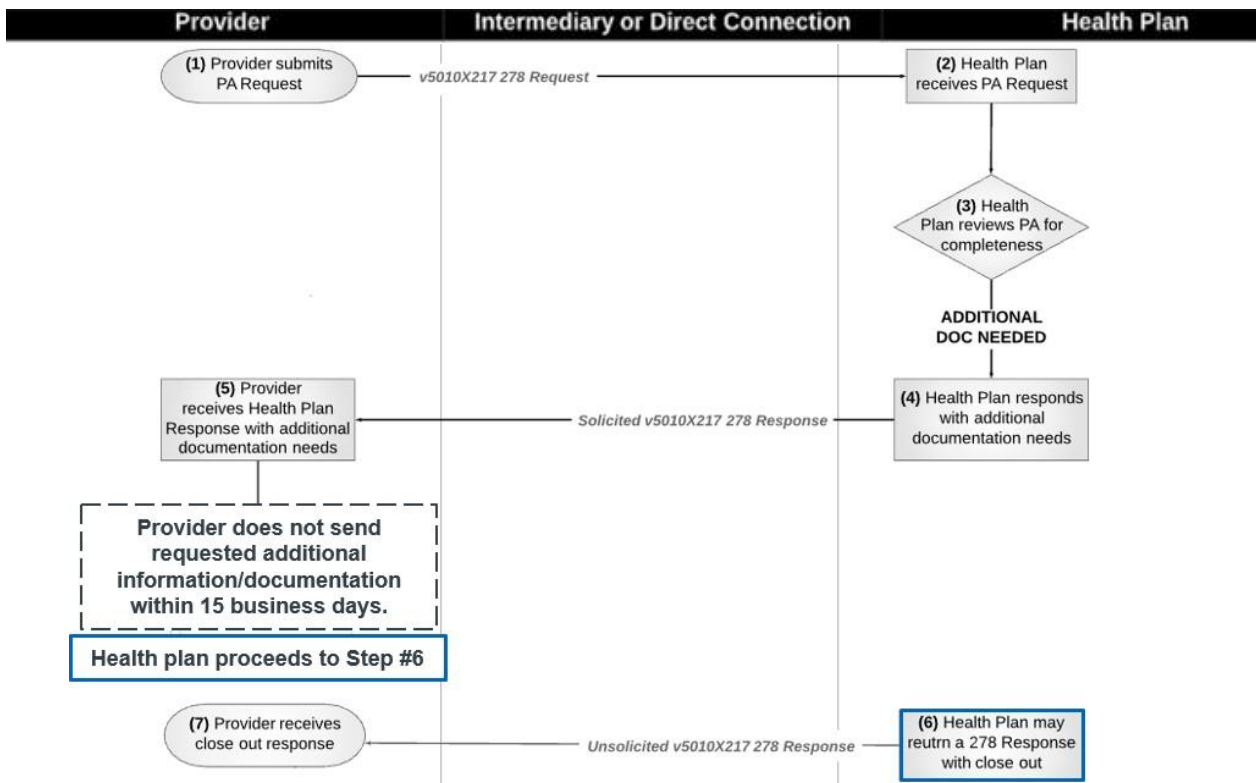 Provider
Intermediary or Direct Connection
Health Plan
(1) Provider submits
PA Request
v5010X217 278 Request
(2) Health Plan
receives PA Request
(3) Health
Plan reviews PA for
completeness
ADDITIONAL
DOC NEEDED
(4) Health Plan responds
with additional
documentation needs
Solicited v5010X217 278 Response
(5) Provider
receives Health Plan
Response with additional
documentation needs
Provider does not send
requested additional
information/documentation
within 15 business days.
Health plan proceeds to Step #6
(6) Health Plan may
reutrn a 278 Response
with close out
Unsolicited v5010X217 278 Response
(7) Provider receives
close out response